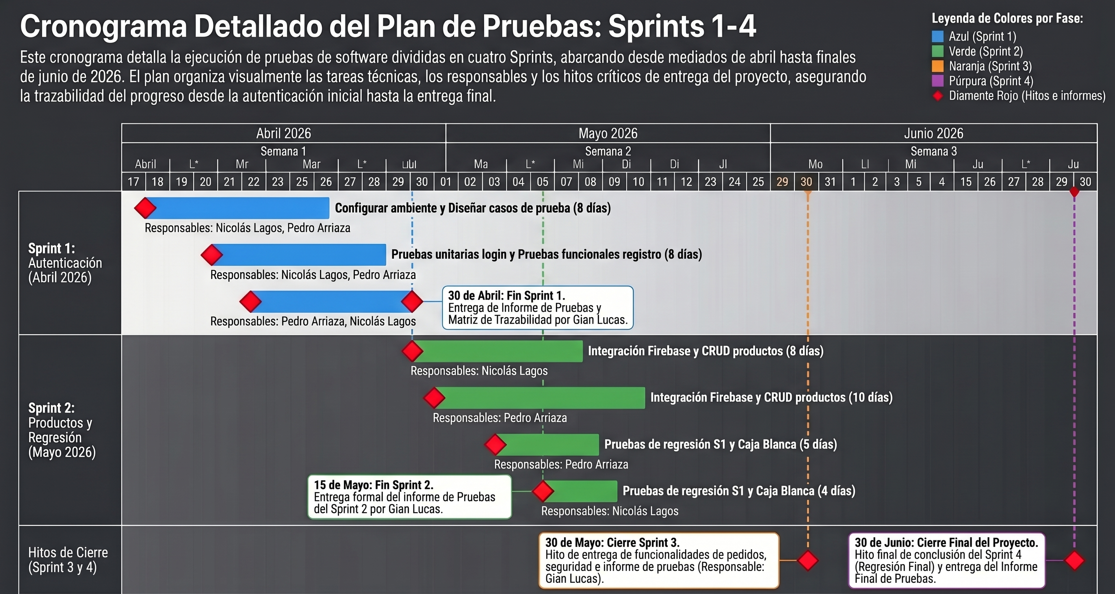 Cronograma Detallado del Plan de Pruebas: Sprints 1-4
Este cronograma detalla la ejecución de pruebas de software divididas en cuatro Sprints, abarcando desde mediados de abril hasta finales
de junio de 2026. El plan organiza visualmente las tareas técnicas, los responsables y los hitos críticos de entrega del proyecto, asegurando
la trazabilidad del progreso desde la autenticación inicial hasta la entrega final.
Leyenda de Colores por Fase:
Azul (Sprint 1)
Verde (Sprint 2)
Naranja (Sprint 3)
Púrpura (Sprint 4)
Diamante Rojo (Hitos e informes)
Abril 2026 Mayo 2026 Junio 2026
Semana 1 Semana 2 Semana 3
Abril L* Mr Mar L* Ma L* Mi Di Di Jl Mo LI Mi Ju L* Ju
17 18 19 20 21 22 23 25 26 27 28 29 30 01 02 03 04 05 07 08 09 10 11 12 23 24 25 29 30 31 1 2 3 5 4 15 26 29 30
Sprint 1:
Autenticación
(Abril 2026)
Configurar ambiente y Diseñar casos de prueba (8 días)
Responsables: Nicolás Lagos, Pedro Arriaza
Pruebas unitarias login y Pruebas funcionales registro (8 días)
Responsables: Nicolás Lagos, Pedro Arriaza
Responsables: Pedro Arriaza, Nicolás Lagos
30 de Abril: Fin Sprint 1.
Entrega de Informe de Pruebas y
Matriz de Trazabilidad por Gian Lucas.
Sprint 2:
Productos y
Regresión
(Mayo 2026)
Integración Firebase y CRUD productos (8 días)
Responsables: Nicolás Lagos
Integración Firebase y CRUD productos (10 días)
Responsables: Pedro Arriaza
Pruebas de regresión S1 y Caja Blanca (5 días)
Responsables: Pedro Arriaza
15 de Mayo: Fin Sprint 2.
Entrega formal del informe de Pruebas
del Sprint 2 por Gian Lucas.
Pruebas de regresión S1 y Caja Blanca (4 días)
Responsables: Nicolás Lagos
Hitos de Cierre
(Sprint 3 y 4)
30 de Mayo: Cierre Sprint 3.
Hito de entrega de funcionalidades de pedidos,
seguridad e informe de pruebas (Responsable:
Gian Lucas).
30 de Junio: Cierre Final del Proyecto.
Hito final de conclusión del Sprint 4
(Regresión Final) y entrega del Informe
Final de Pruebas.